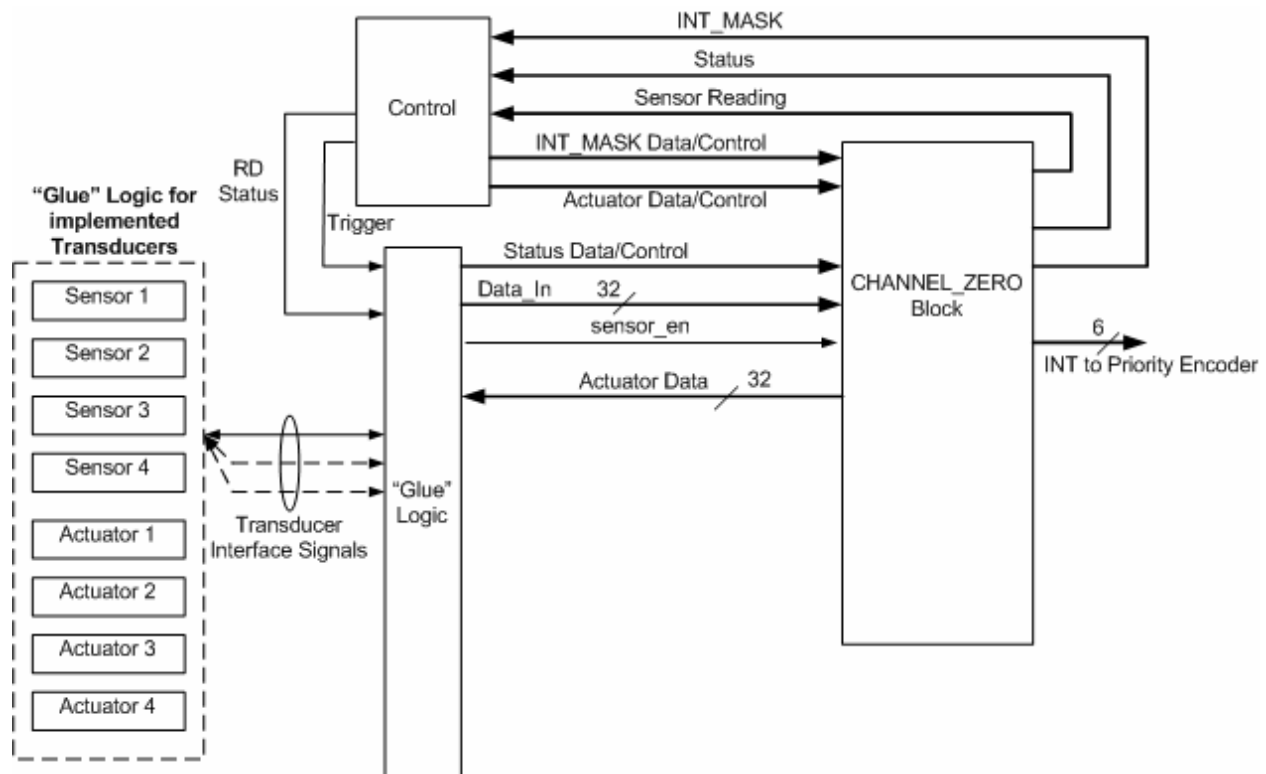 INT_MASK
Status
Sensor Reading
Control
INT_MASK Data/Control
Actuator Data/Control
RD
Status
Trigger
"Glue" Logic for
implemented
Transducers
Sensor 1
Sensor 2
Sensor 3
Sensor 4
Actuator 1
Actuator 2
Actuator 3
Actuator 4
Transducer
Interface Signals
"Glue"
Logic
Status Data/Control
Data_In 32
sensor_en
Actuator Data 32
CHANNEL_ZERO
Block
6
INT to Priority Encoder